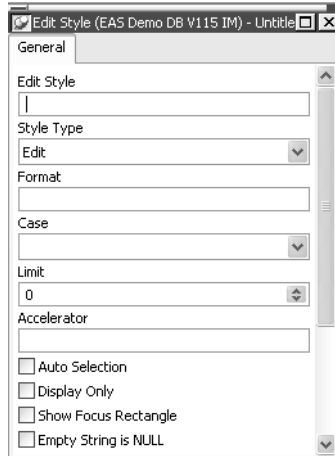 Edit Style (EAS Demo DB V115 IM) - Untitle
General
Edit Style
Style Type
Edit
Format
Case
Limit
0
Accelerator
Auto Selection
Display Only
Show Focus Rectangle
Empty String is NULL